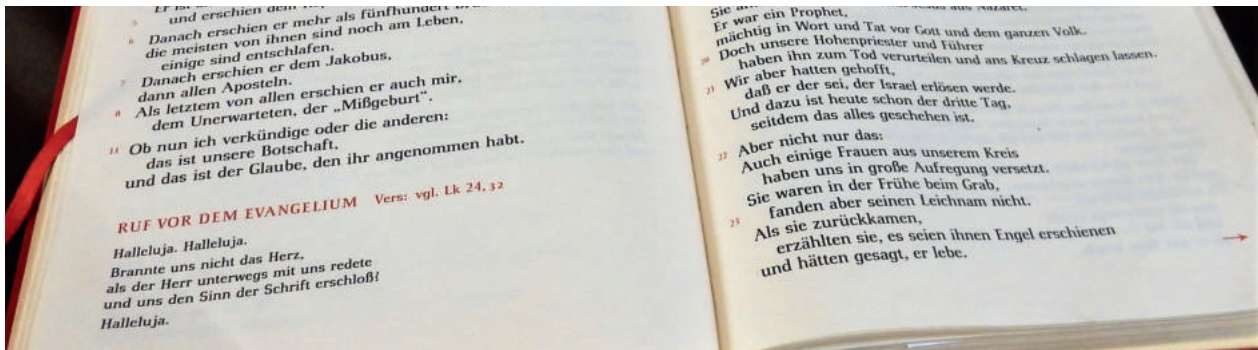 und erschien dem
6 Danach erschien er mehr als fünfhundert
die meisten von ihnen sind noch am Leben,
einige sind entschlafen.
7 Danach erschien er dem Jakobus,
dann allen Aposteln.
8 Als letztem von allen erschien er auch mir,
dem Unerwarteten, der „Mißgeburt“.
11 Ob nun ich verkündige oder die anderen:
das ist unsere Botschaft,
und das ist der Glaube, den ihr angenommen habt.
RUF VOR DEM EVANGELIUM Vers: vgl. Lk 24, 32
Halleluja. Halleluja.
Brannte uns nicht das Herz,
als der Herr unterwegs mit uns redete
und uns den Sinn der Schrift erschloß?
Halleluja.
aus Nazaret.
Er war ein Prophet,
mächtig in Wort und Tat vor Gott und dem ganzen Volk.
20 Doch unsere Hohenpriester und Führer
haben ihn zum Tod verurteilen und ans Kreuz schlagen lassen.
21 Wir aber hatten gehofft,
daß er der sei, der Israel erlösen werde.
Und dazu ist heute schon der dritte Tag,
seitdem das alles geschehen ist.
22 Aber nicht nur das:
Auch einige Frauen aus unserem Kreis
haben uns in große Aufregung versetzt.
Sie waren in der Frühe beim Grab,
fanden aber seinen Leichnam nicht.
23 Als sie zurückkamen,
erzählten sie, es seien ihnen Engel erschienen
und hätten gesagt, er lebe.